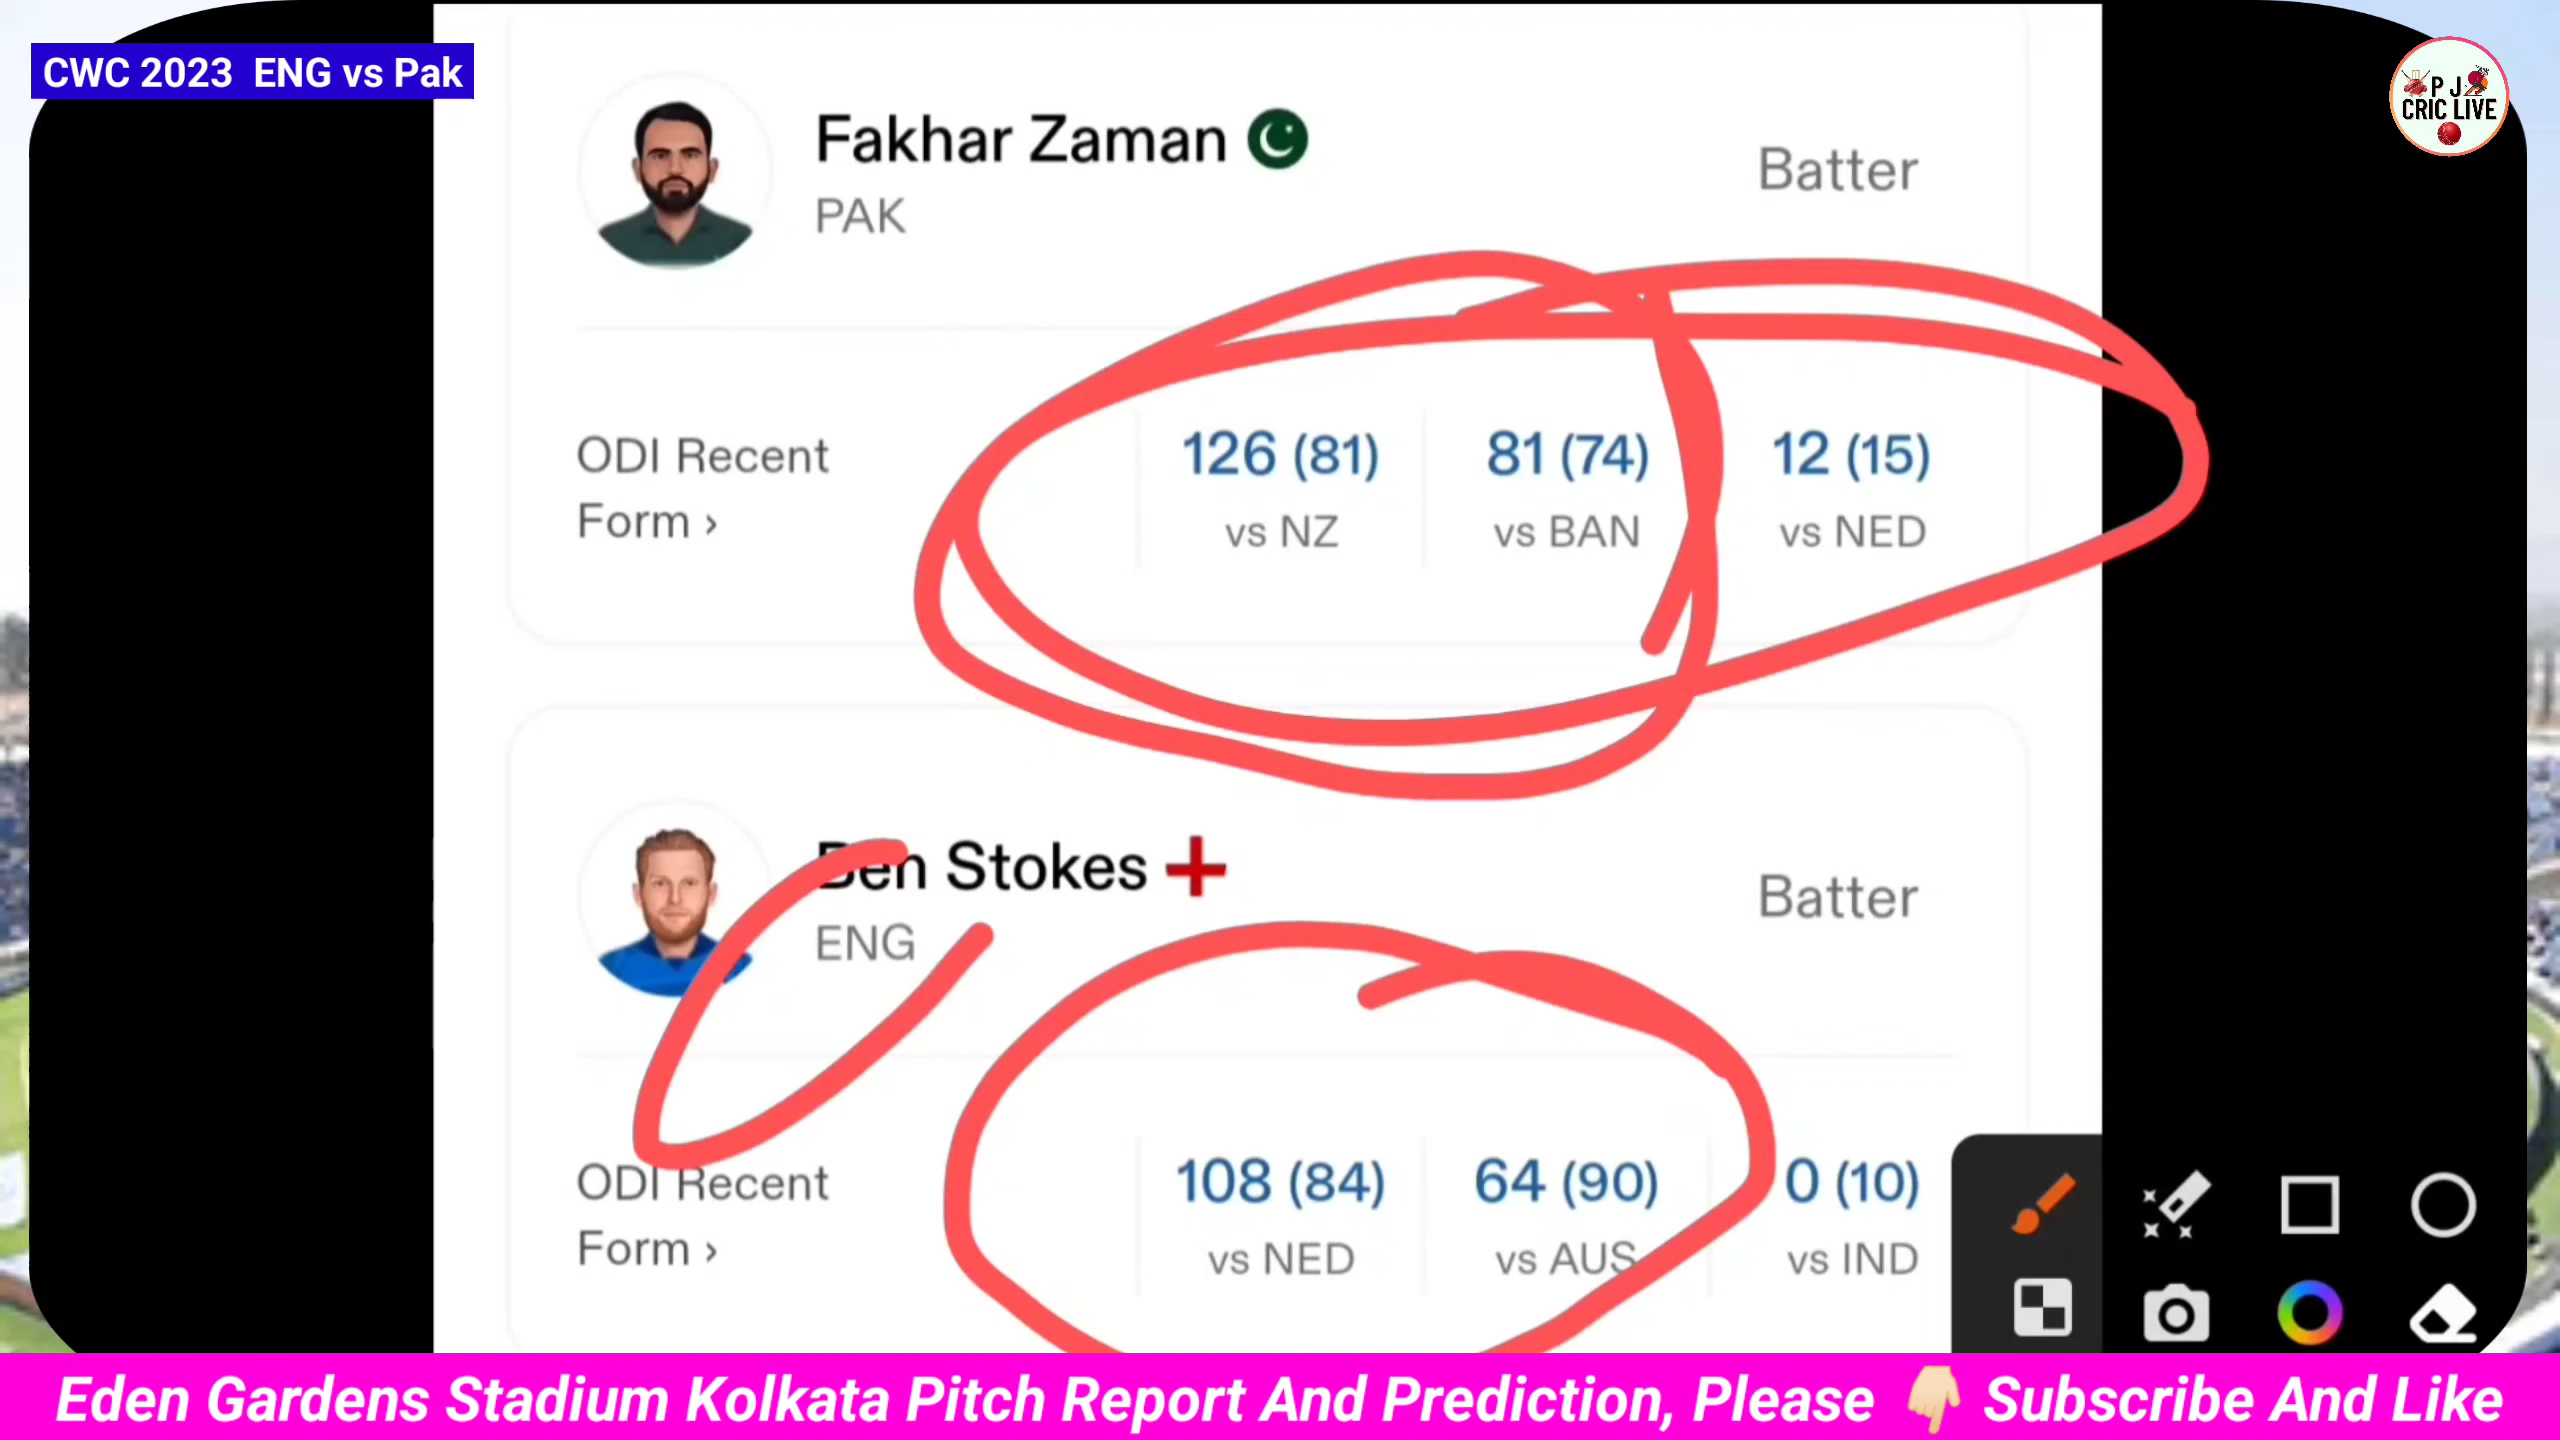 CWC 2023 ENG vs Pak
P J
CRIC LIVE
Fakhar Zaman
PAK
Batter
ODI Recent
Form ›
126 (81)
vs NZ
81 (74)
vs BAN
12 (15)
vs NED
Ben Stokes
ENG
Batter
ODI Recent
Form ›
108 (84)
vs NED
64 (90)
vs AUS
0 (10)
vs IND
Eden Gardens Stadium Kolkata Pitch Report And Prediction, Please 👇 Subscribe And Like